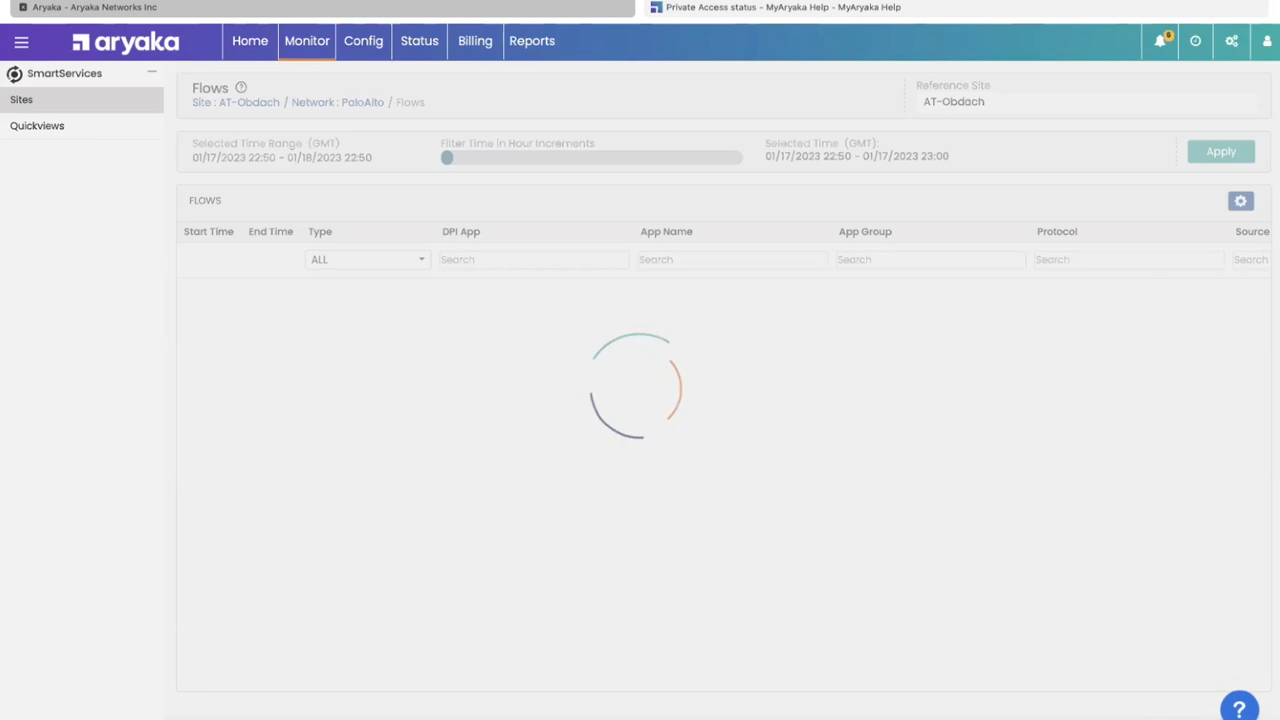 Aryaka - Aryaka Networks Inc
Private Access status - MyAryaka Help - MyAryaka Help
aryaka
Home
Monitor
Config
Status
Billing
Reports
6
SmartServices
Sites
Quickviews
Flows
Site : AT-Obdach / Network : PaloAlto / Flows
Reference Site
AT-Obdach
Selected Time Range (GMT)
01/17/2023 22:50 - 01/18/2023 22:50
Filter Time in Hour Increments
Selected Time (GMT):
01/17/2023 22:50 - 01/17/2023 23:00
Apply
FLOWS
Start Time
End Time
Type
DPI App
App Name
App Group
Protocol
Source
ALL
Search
Search
Search
Search
Search
?